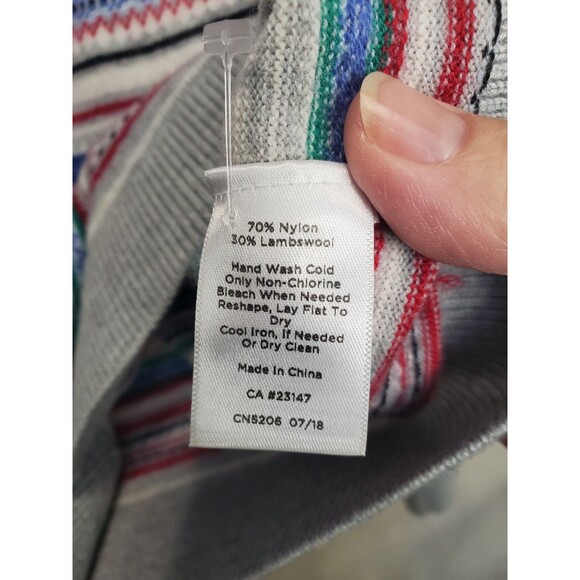 70% Nylon
30% Lambswool
Hand Wash Cold
Only Non-Chlorine
Bleach When Needed
Reshape, Lay Flat To
Dry
Cool Iron, If Needed
Or Dry Clean
Made in China
CA #23147
CN5206 07/18